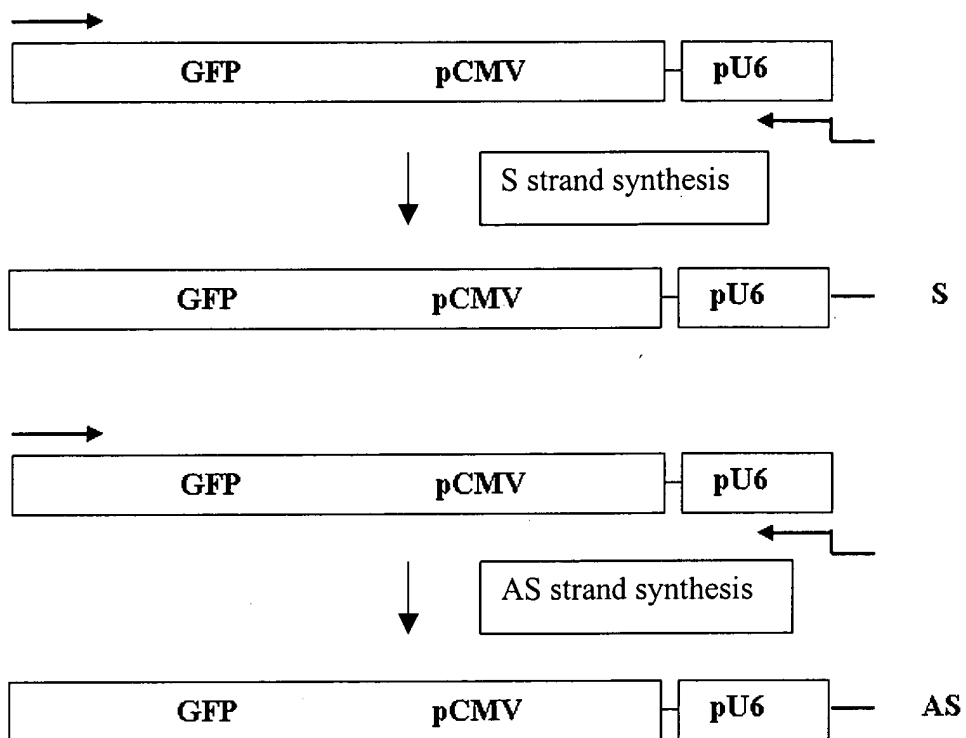 GFP pCMV pU6
S strand synthesis
GFP pCMV pU6 S
GFP pCMV pU6
AS strand synthesis
GFP pCMV pU6 AS